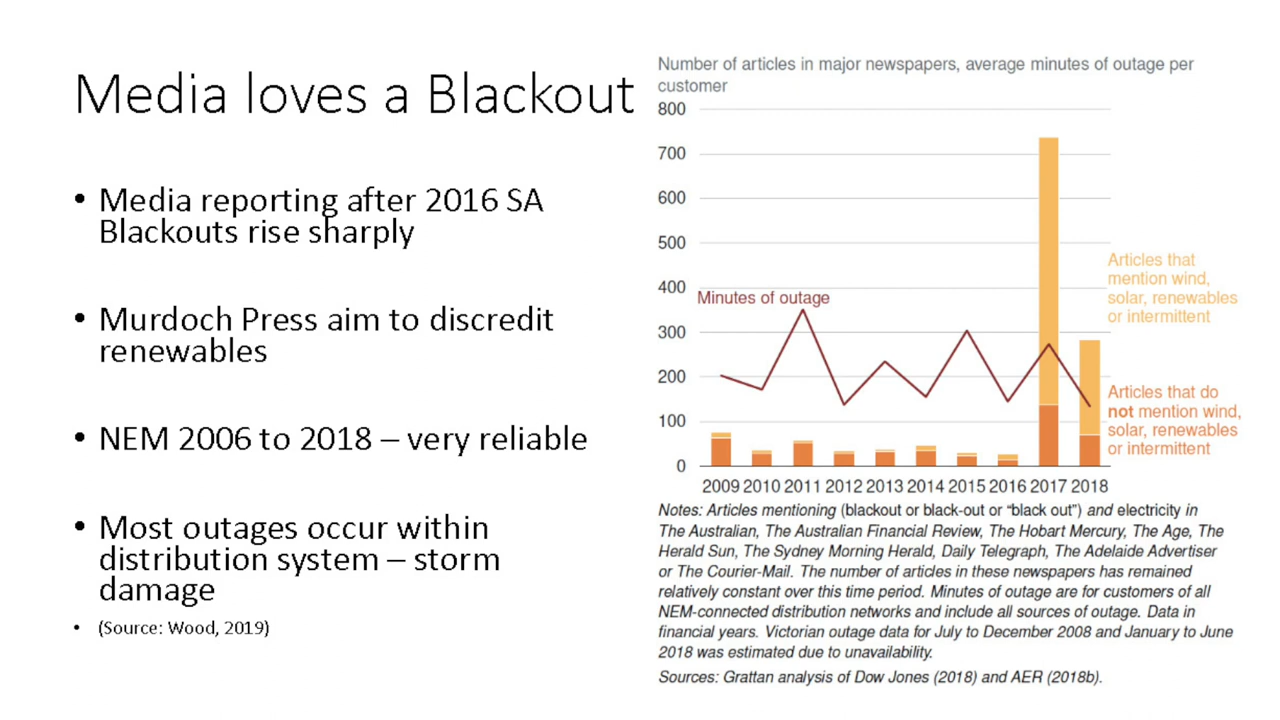 Media loves a Blackout
• Media reporting after 2016 SA
Blackouts rise sharply
• Murdoch Press aim to discredit
renewables
• NEM 2006 to 2018 – very reliable
• Most outages occur within
distribution system – storm
damage
• (Source: Wood, 2019)
Number of articles in major newspapers, average minutes of outage per
customer
800
700
600
500
400
300
200
100
0
Minutes of outage
Articles that
mention wind,
solar, renewables
or intermittent
Articles that do
not mention wind,
solar, renewables
or intermittent
2009 2010 2011 2012 2013 2014 2015 2016 2017 2018
Notes: Articles mentioning (blackout or black-out or “black out”) and electricity in
The Australian, The Australian Financial Review, The Hobart Mercury, The Age, The
Herald Sun, The Sydney Morning Herald, Daily Telegraph, The Adelaide Advertiser
or The Courier-Mail. The number of articles in these newspapers has remained
relatively constant over this time period. Minutes of outage are for customers of all
NEM-connected distribution networks and include all sources of outage. Data in
financial years. Victorian outage data for July to December 2008 and January to June
2018 was estimated due to unavailability.
Sources: Grattan analysis of Dow Jones (2018) and AER (2018b).